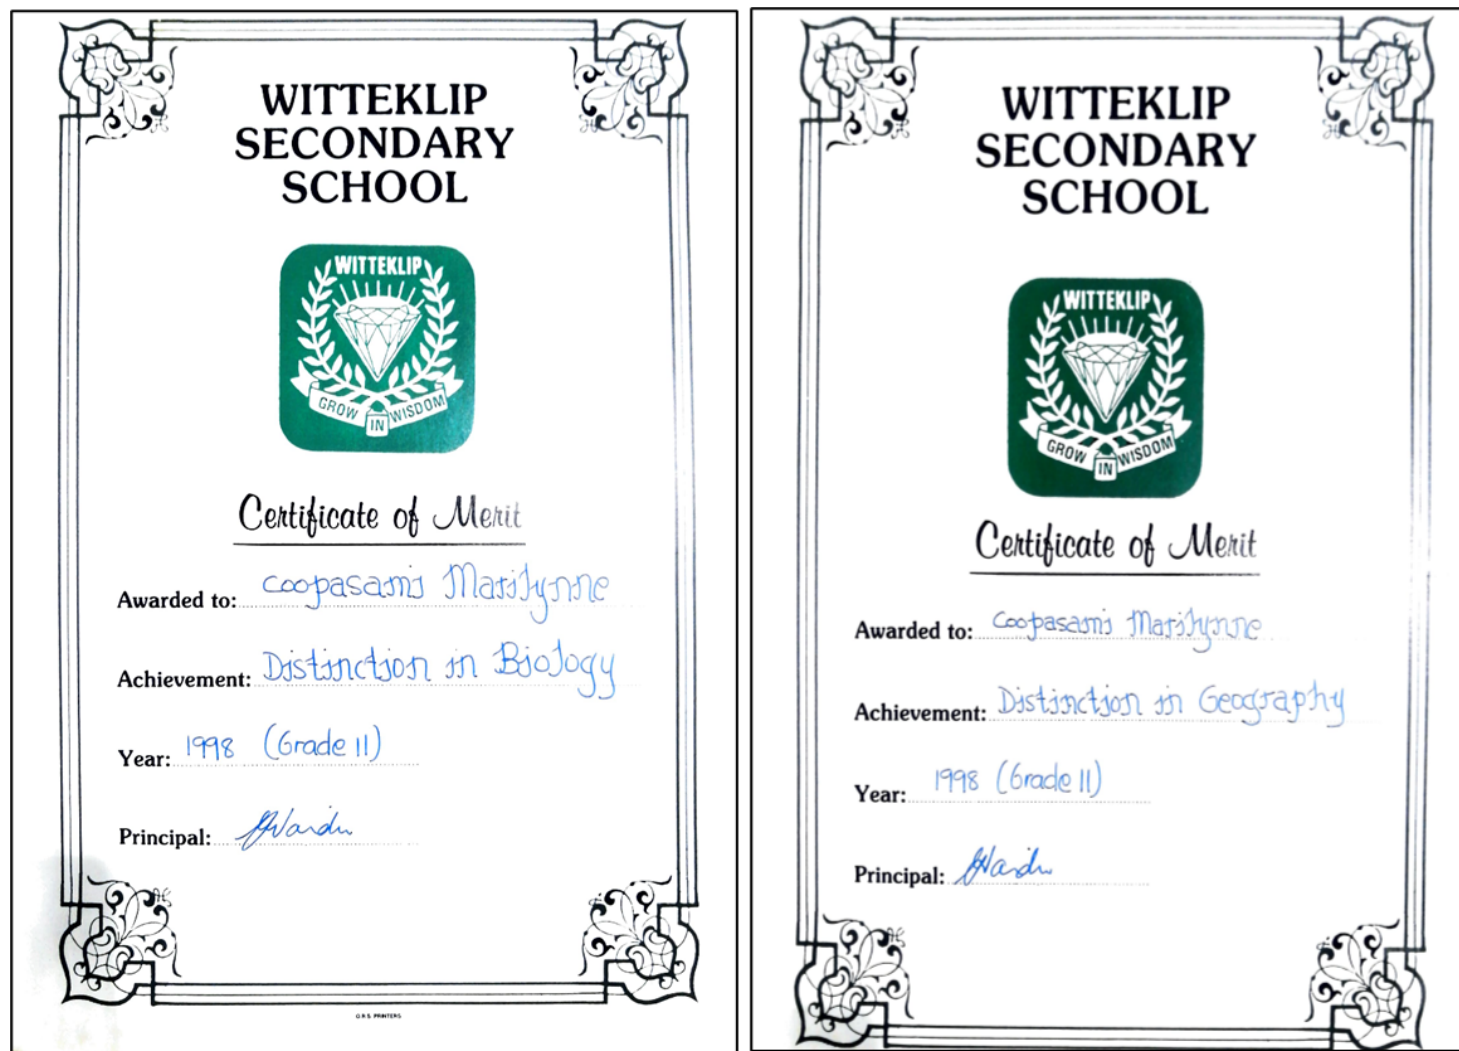 WITTEKLIP
SECONDARY
SCHOOL
WITTEKLIP
GROW IN WISDOM
Certificate of Merit
Awarded to: Coopasami Marilynne
Achievement: Distinction in Biology
Year: 1998 (Grade 11)
Principal:
O.R.S. PRINTERS
WITTEKLIP
SECONDARY
SCHOOL
WITTEKLIP
GROW IN WISDOM
Certificate of Merit
Awarded to: Coopasami Marilynne
Achievement: Distinction in Geography
Year: 1998 (Grade 11)
Principal: